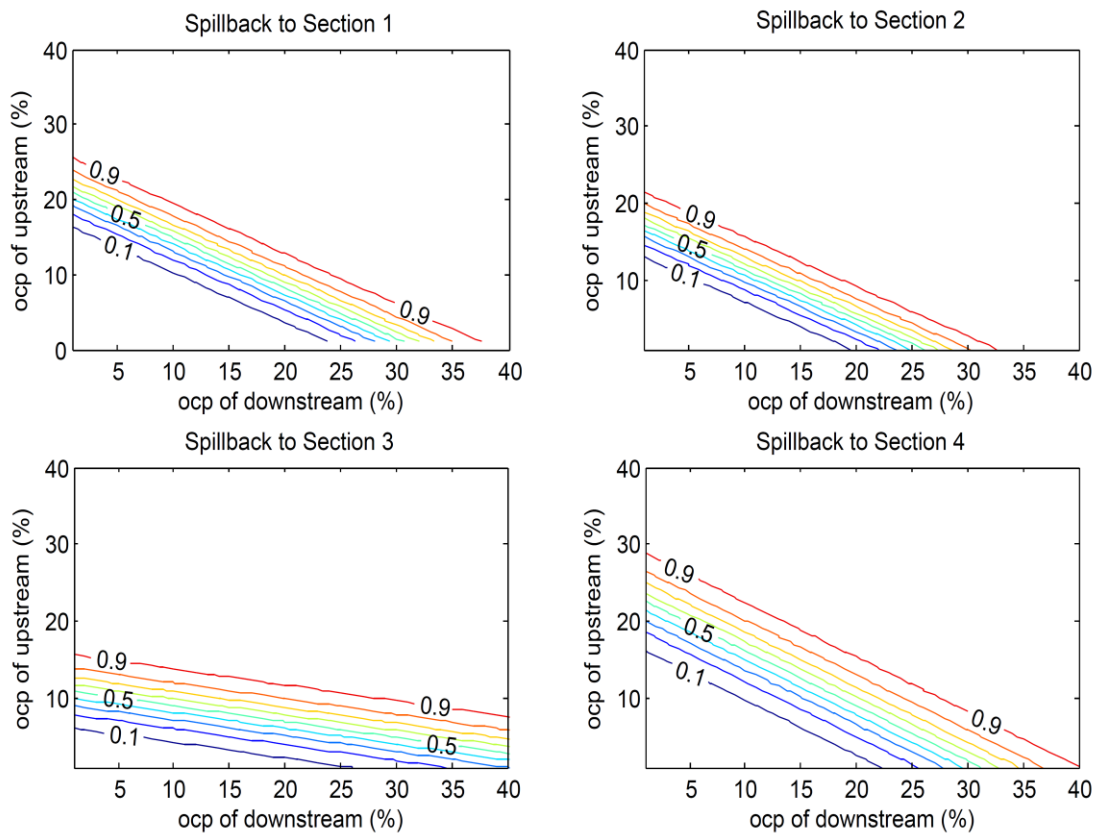 Spillback to Section 1
40
30
20
10
0
ocp of upstream (%)
0.9
0.5
0.1
0.9
5 10 15 20 25 30 35 40
ocp of downstream (%)
Spillback to Section 2
40
30
20
10
ocp of upstream (%)
0.9
0.5
0.1
5 10 15 20 25 30 35 40
ocp of downstream (%)
Spillback to Section 3
40
30
20
10
ocp of upstream (%)
0.9
0.5
0.1
0.9
0.5
5 10 15 20 25 30 35 40
ocp of downstream (%)
Spillback to Section 4
40
30
20
10
ocp of upstream (%)
0.9
0.5
0.1
0.9
5 10 15 20 25 30 35 40
ocp of downstream (%)